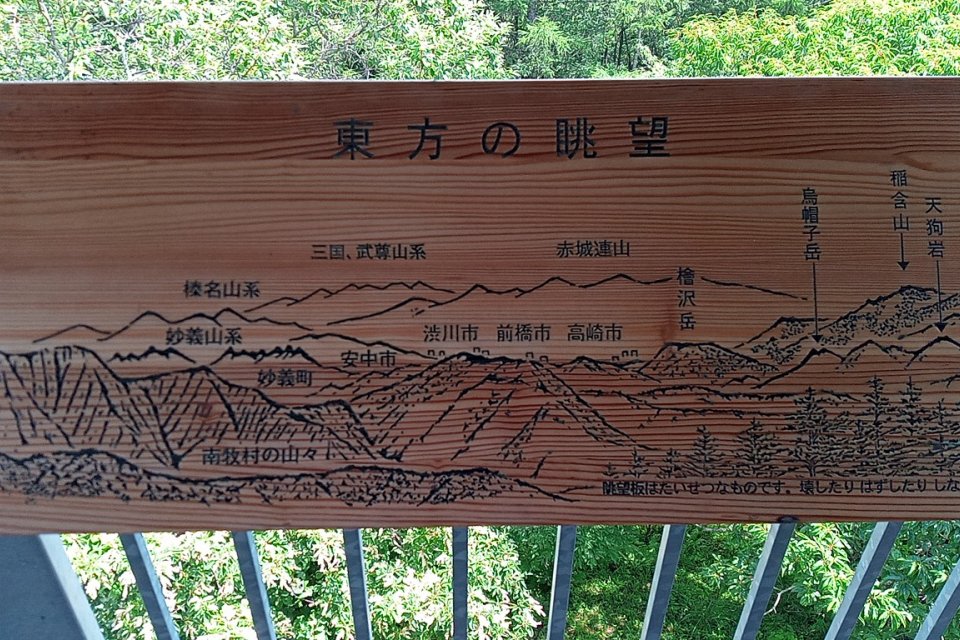 東方の眺望
稲含山
天狗岩
烏帽子岳
三国、武尊山系
赤城連山
檜沢岳
榛名山系
妙義山系
渋川市
前橋市
高崎市
安中市
妙義町
南牧村の山々
眺望板はたいせつなものです。壊したり はずしたり しな